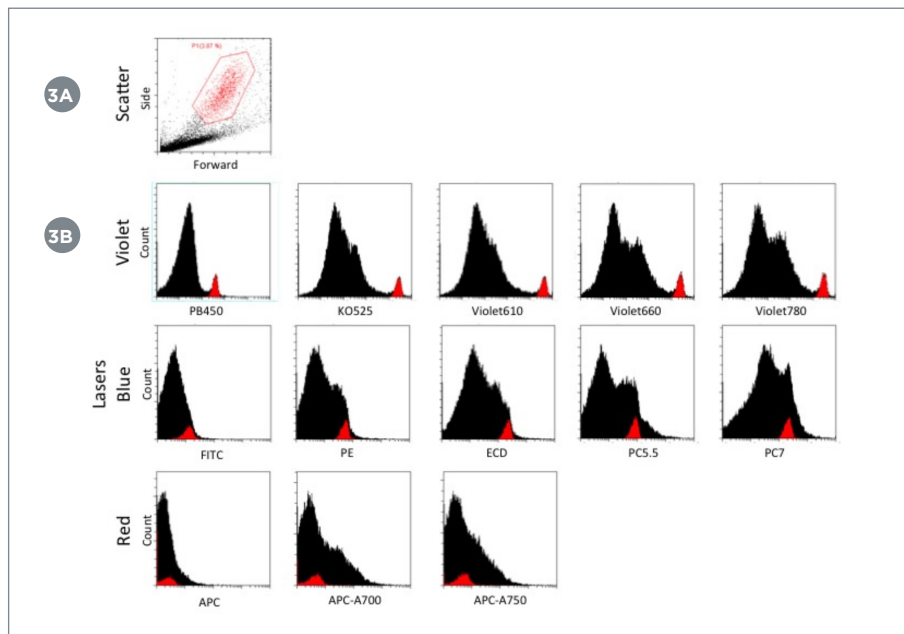 3A
Scatter
Side
P1(3.97 %)
Forward
3B
Lasers
Violet
Count
PB450
KO525
Violet610
Violet660
Violet780
Blue
Count
FITC
PE
ECD
PC5.5
PC7
Red
Count
APC
APC-A700
APC-A750